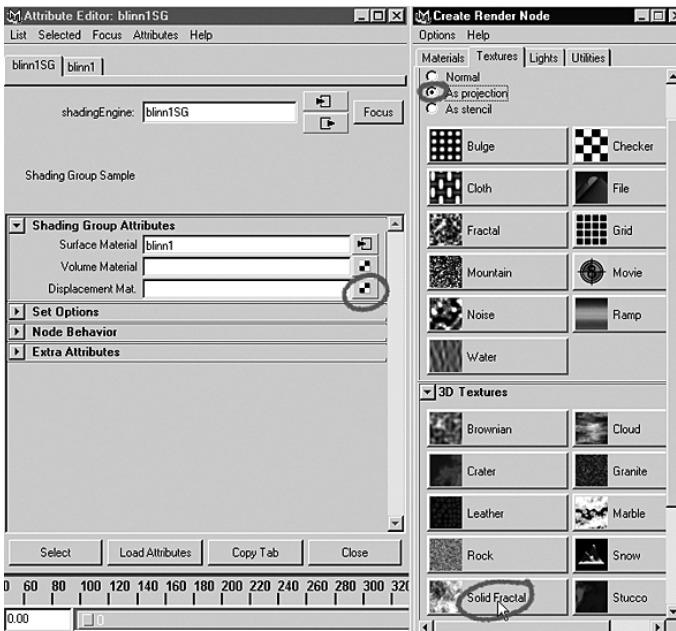 Attribute Editor: blinn1SG
List Selected Focus Attributes Help
blinn1SG blinn1
shadingEngine: blinn1SG
Focus
Shading Group Sample
Shading Group Attributes
Surface Material blinn1
Volume Material
Displacement Mat.
Set Options
Node Behavior
Extra Attributes
Select Load Attributes Copy Tab Close
0 60 80 100 120 140 160 180 200 220 240 260 280 300 320
0.00 0
Create Render Node
Options Help
Materials Textures Lights Utilities
Normal
As projection
As stencil
Bulge Checker
Cloth File
Fractal Grid
Mountain Movie
Noise Ramp
Water
3D Textures
Brownian Cloud
Crater Granite
Leather Marble
Rock Snow
Solid Fractal Stucco